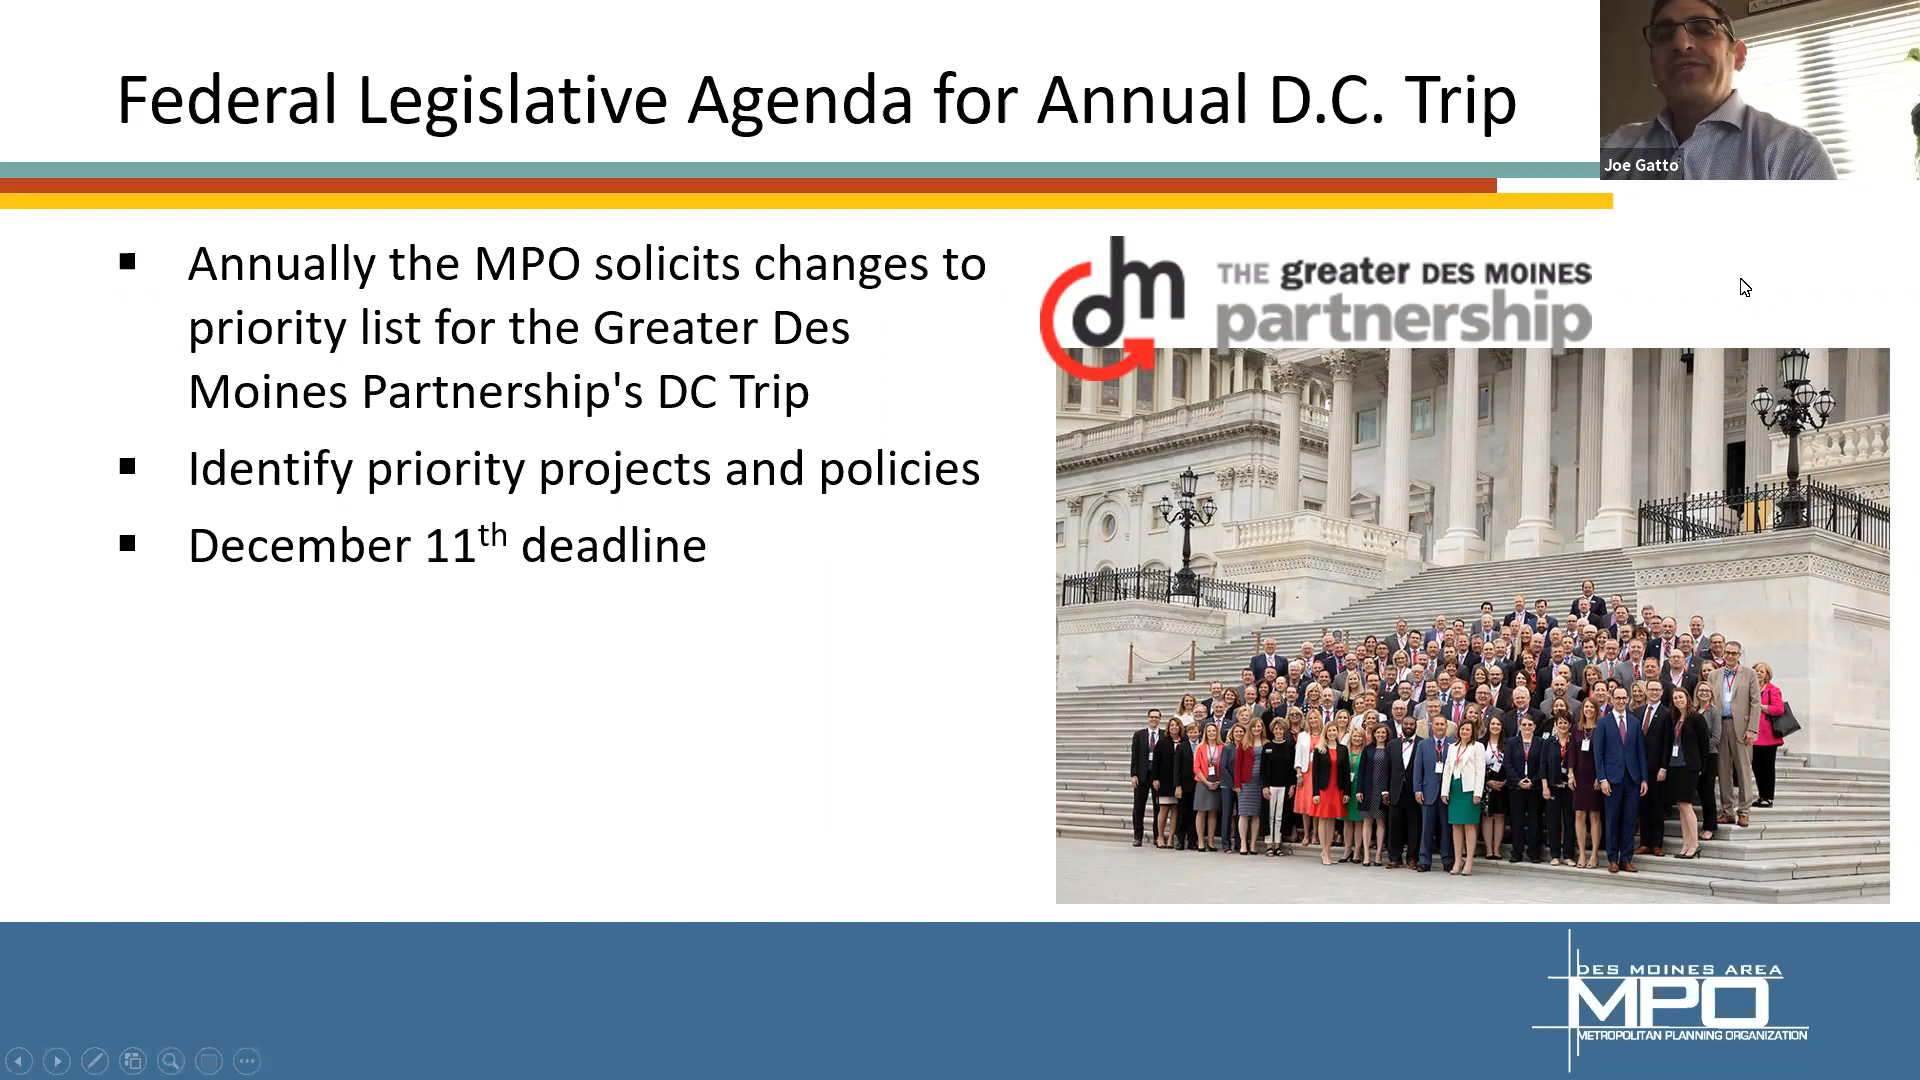 Federal Legislative Agenda for Annual D.C. Trip
Joe Gatto
▪ Annually the MPO solicits changes to
priority list for the Greater Des
Moines Partnership's DC Trip
▪ Identify priority projects and policies
▪ December 11th deadline
dm
THE greater DES MOINES
partnership
DES MOINES AREA
MPO
METROPOLITAN PLANNING ORGANIZATION